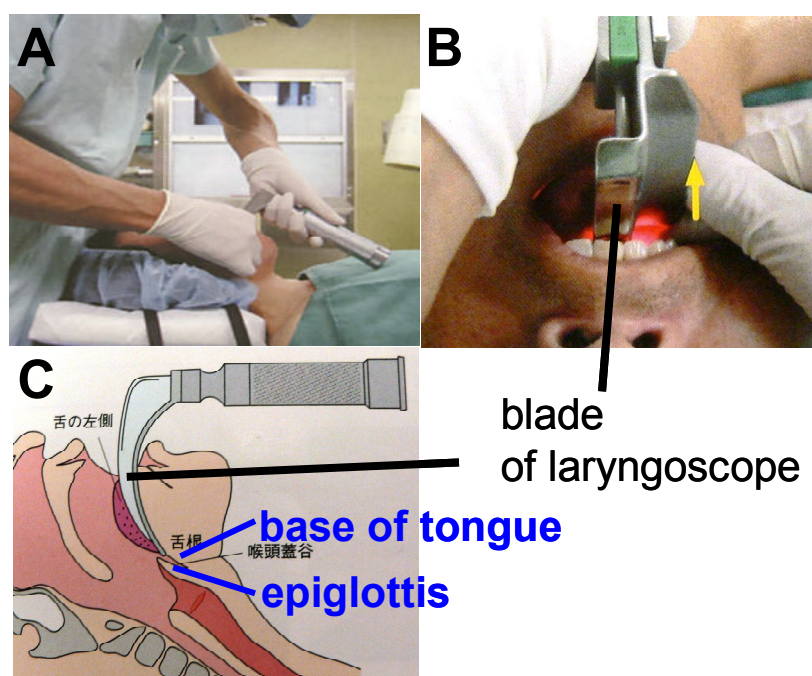 A
B
C
舌の左側
blade
of laryngoscope
base of tongue
舌根
喉頭蓋谷
epiglottis